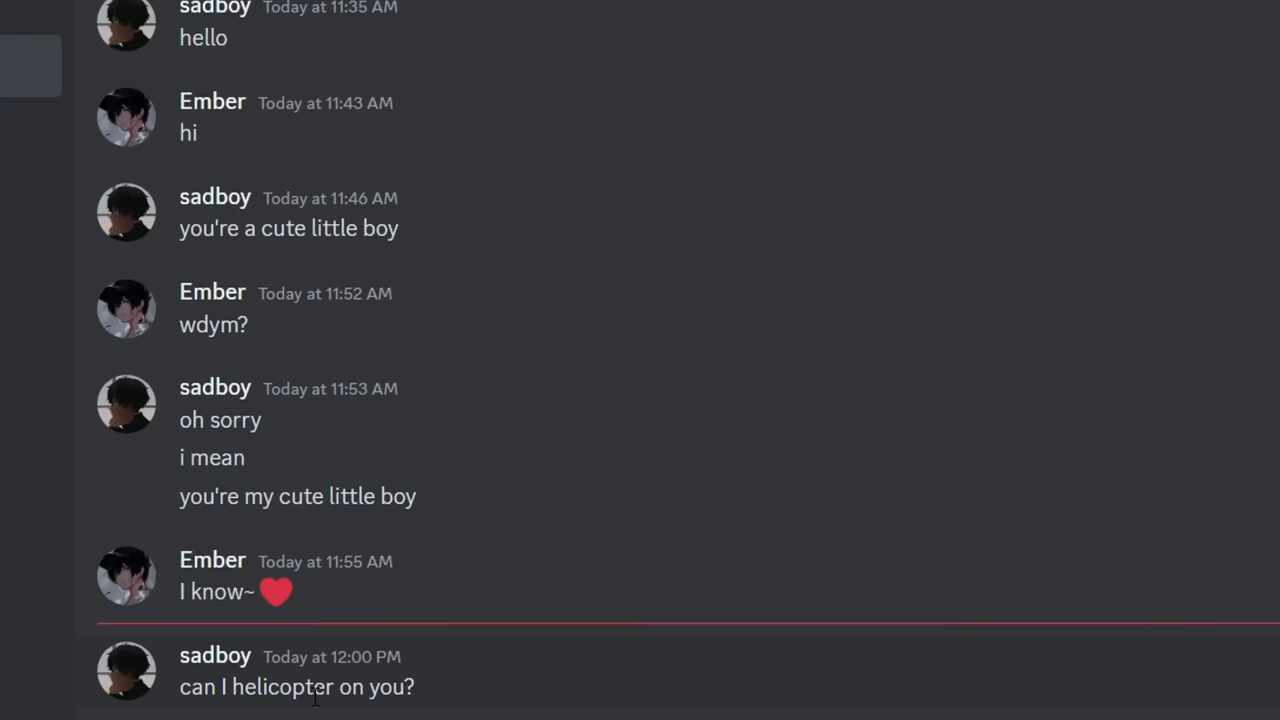 sadboy Today at 11:35 AM
hello
Ember Today at 11:43 AM
hi
sadboy Today at 11:46 AM
you're a cute little boy
Ember Today at 11:52 AM
wdym?
sadboy Today at 11:53 AM
oh sorry
i mean
you're my cute little boy
Ember Today at 11:55 AM
I know~ ❤️
sadboy Today at 12:00 PM
can I helicopter on you?